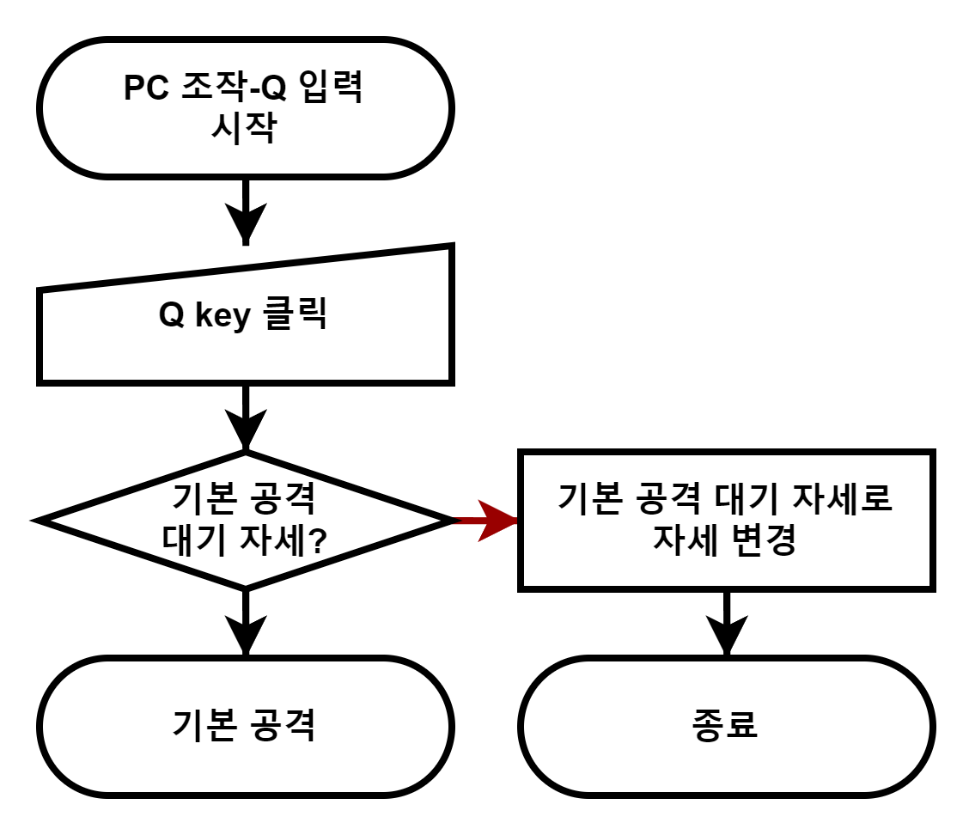 PC 조작-Q 입력
시작
Q key 클릭
기본 공격
대기 자세?
기본 공격 대기 자세로
자세 변경
기본 공격
종료